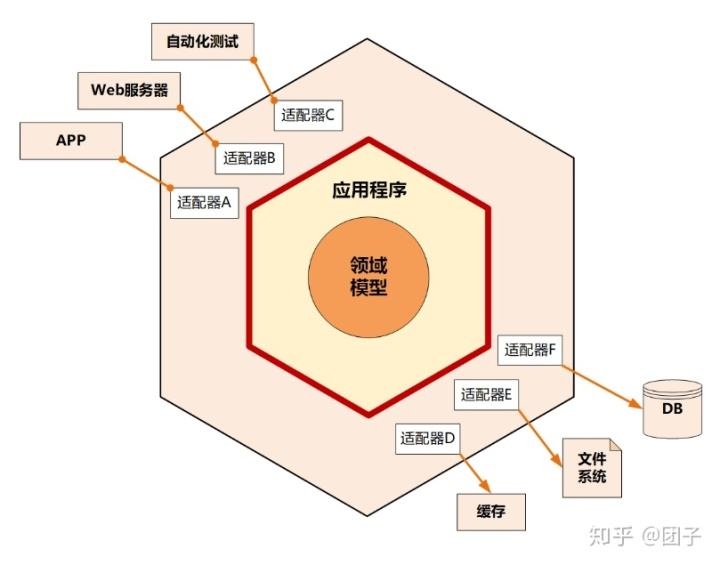 自动化测试
Web服务器
适配器C
APP
适配器B
适配器A
应用程序
领域
模型
适配器F
适配器E
DB
适配器D
文件
系统
缓存
知乎 @团子